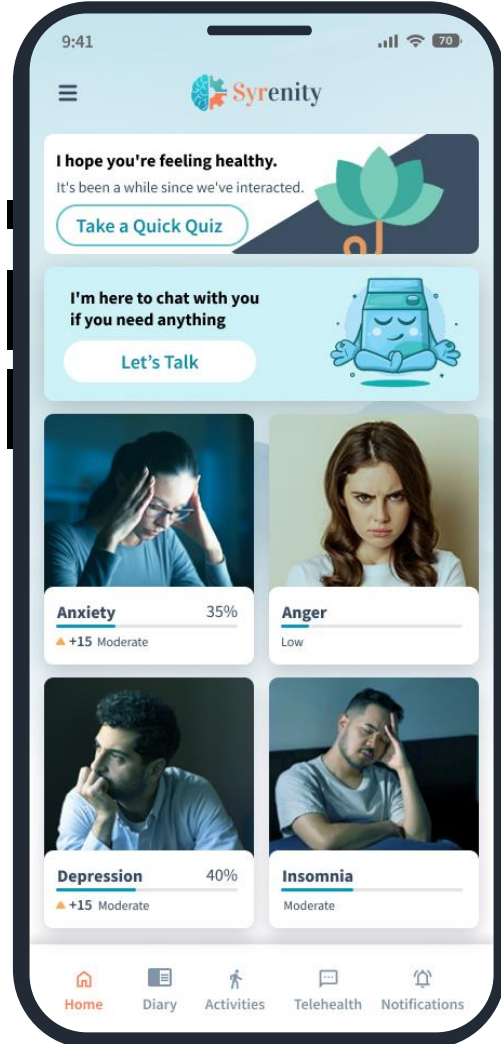 9:41
70
Syrenity
I hope you're feeling healthy.
It's been a while since we've interacted.
Take a Quick Quiz
I'm here to chat with you
if you need anything
Let's Talk
Anxiety 35%
+15 Moderate
Anger
Low
Depression 40%
+15 Moderate
Insomnia
Moderate
Home Diary Activities Telehealth Notifications